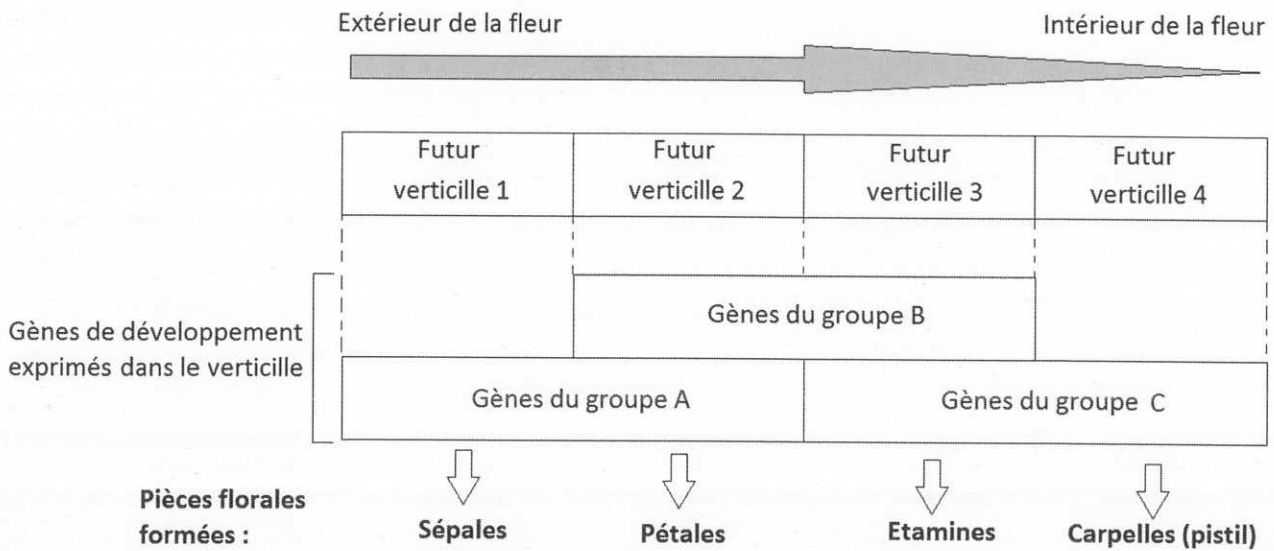 Extérieur de la fleur Intérieur de la fleur
Futur verticille 1
Futur verticille 2
Futur verticille 3
Futur verticille 4
Gènes de développement
exprimés dans le verticille
Gènes du groupe B
Gènes du groupe A
Gènes du groupe C
Pièces florales
formées :
Sépales
Pétales
Etamines
Carpelles (pistil)